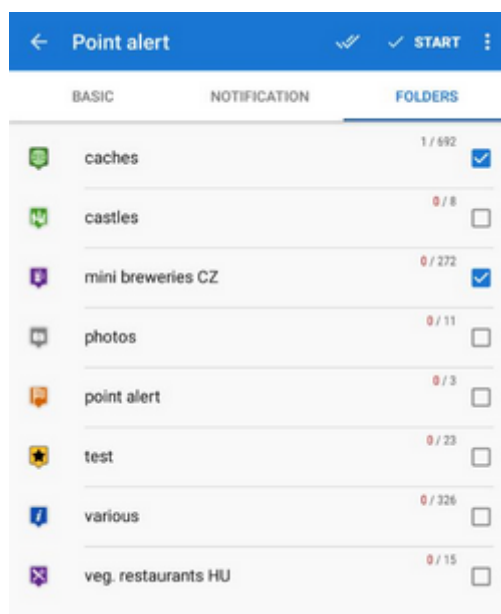 Point alert
START
BASIC NOTIFICATION FOLDERS
caches 1 / 692
castles 0 / 8
mini breweries CZ 0 / 272
photos 0 / 11
point alert 0 / 3
test 0 / 23
various 0 / 326
veg. restaurants HU 0 / 15